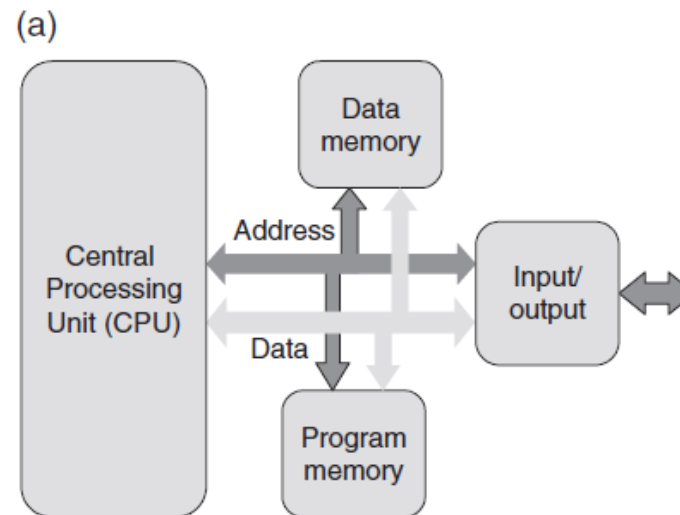 (a)
Data
memory
Address
Central
Processing
Unit (CPU)
Input/
output
Data
Program
memory